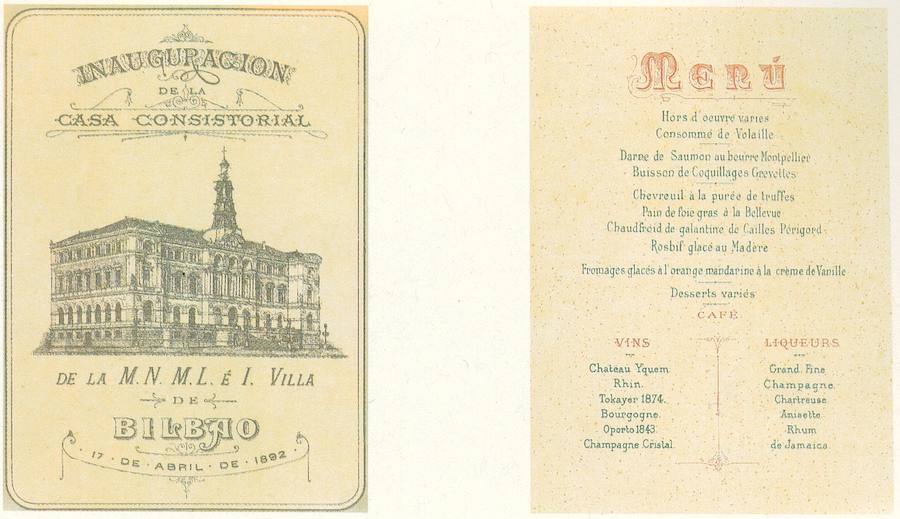 INAUGURACION
DE LA
CASA CONSISTORIAL
DE LA M.N. M.L. É I. VILLA
DE
BILBAO
17 · DE · ABRIL · DE · 1892
Menú
Hors d'oeuvre varies
Consommé de Volaille
Darne de Saumon au beurre Montpellier
Buisson de Coquillages Grevettes
Chevreuil à la purée de truffes
Pain de foie gras à la Bellevue
Chaudfroid de galantine de Cailles Périgord
Rosbif glacé au Madère
Fromages glacés à l'orange mandarine à la crème de Vanille
Desserts variés
CAFÉ
VINS
Chateau Yquem
Rhin.
Tokayer 1874.
Bourgogne.
Oporto 1843.
Champagne Cristal.
LIQUEURS
Grand. Fine
Champagne.
Chartreuse
Anisette
Rhum
de Jamaica